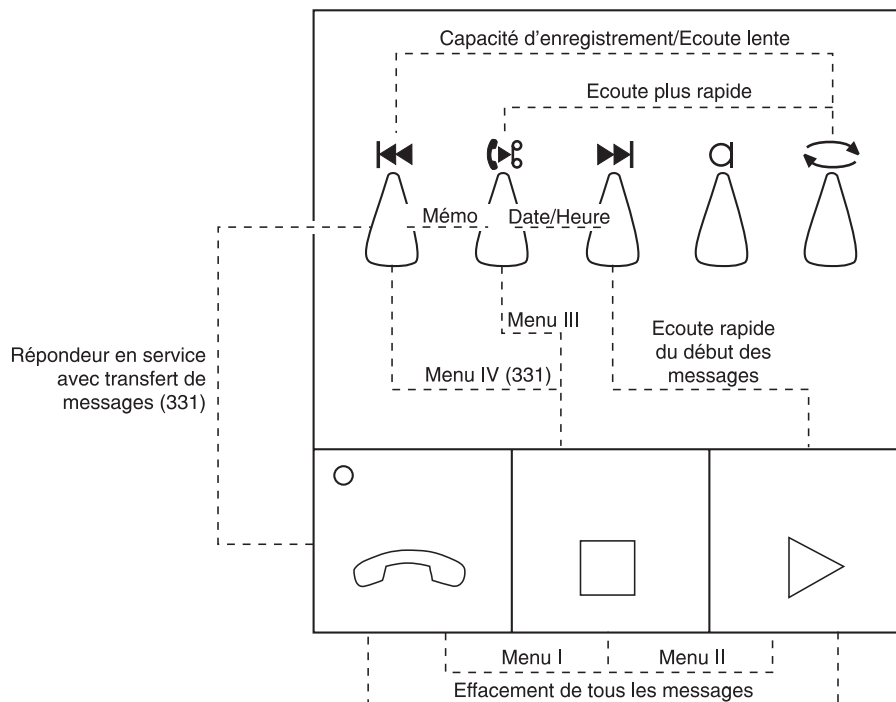 Capacité d'enregistrement/Ecoute lente
Ecoute plus rapide
Mémo
Date/Heure
Menu III
Ecoute rapide
du début des
messages
Menu IV (331)
Répondeur en service
avec transfert de
messages (331)
Menu I
Menu II
Effacement de tous les messages